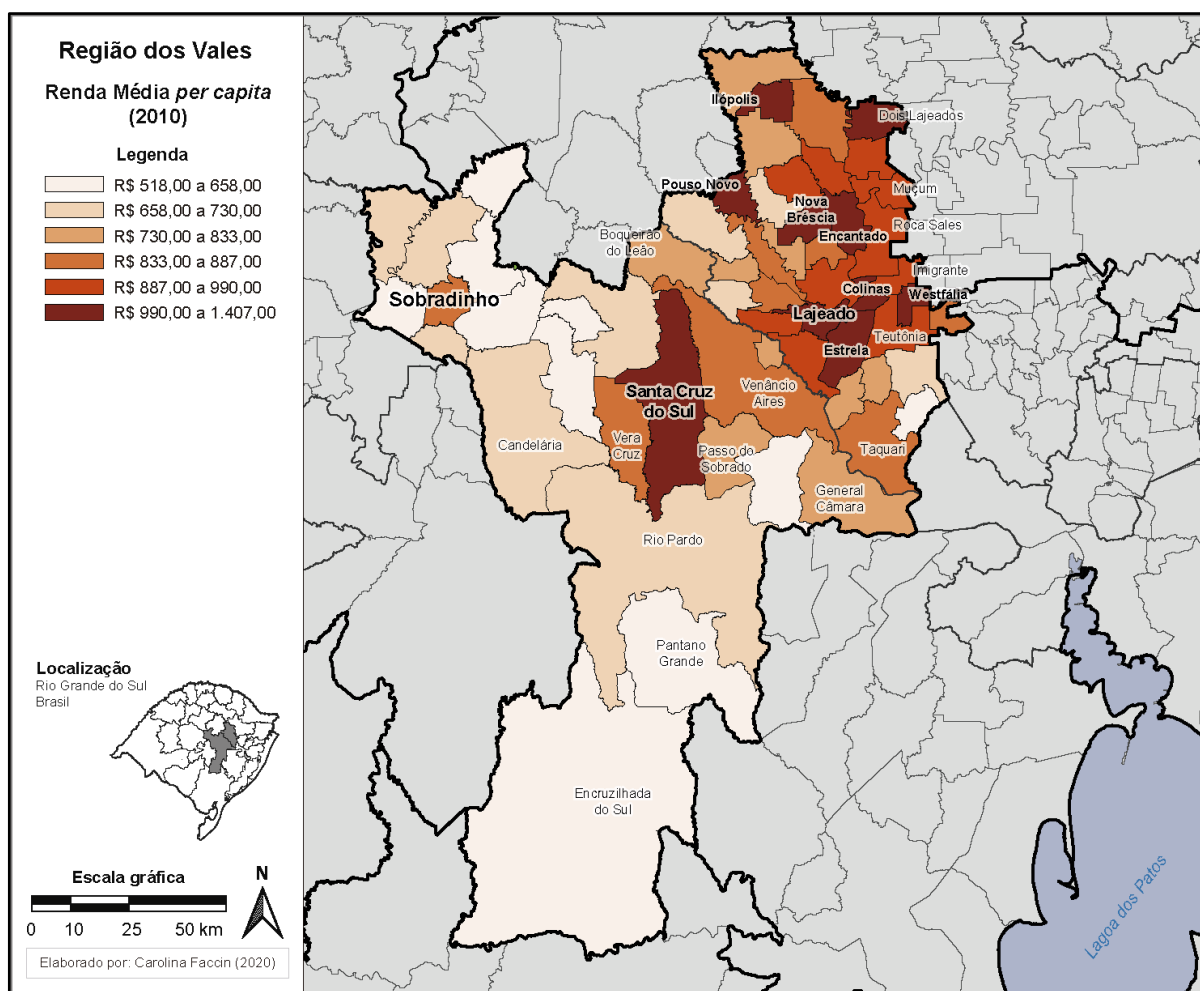 Região dos Vales
Renda Média per capita
(2010)
Legenda
R$ 518,00 a 658,00
R$ 658,00 a 730,00
R$ 730,00 a 833,00
R$ 833,00 a 887,00
R$ 887,00 a 990,00
R$ 990,00 a 1.407,00
Localização
Rio Grande do Sul
Brasil
Escala gráfica
N
0 10 25 50 km
Elaborado por: Carolina Faccin (2020)
Ilópolis
Dois Lajeados
Pouso Novo
Muçum
Nova
Bréscia
Roca Sales
Encantado
Boqueirão
do Leão
Imigrante
Colinas
Westfália
Sobradinho
Lajeado
Teutônia
Estrela
Santa Cruz
do Sul
Venâncio
Aires
Candelária
Vera
Cruz
Passo do
Sobrado
Taquari
General
Câmara
Rio Pardo
Pantano
Grande
Encruzilhada
do Sul
Lagoa dos Patos